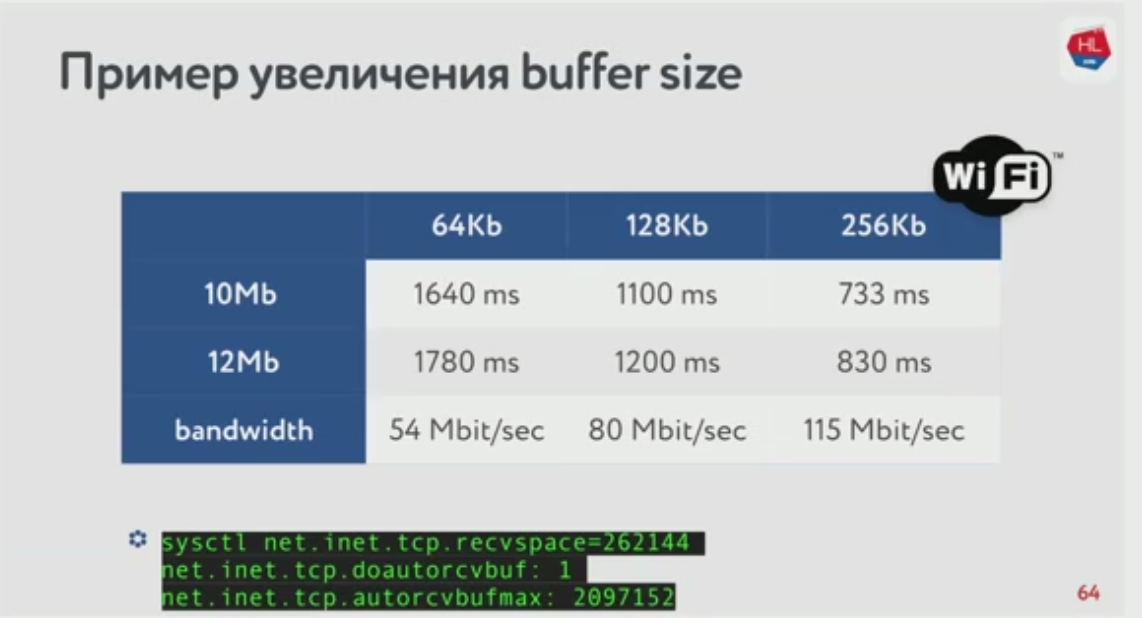 HL
Пример увеличения buffer size
Wi Fi ™
64Kb 128Kb 256Kb
10Mb 1640 ms 1100 ms 733 ms
12Mb 1780 ms 1200 ms 830 ms
bandwidth 54 Mbit/sec 80 Mbit/sec 115 Mbit/sec
sysctl net.inet.tcp.recvspace=262144
net.inet.tcp.doautorcvbuf: 1
net.inet.tcp.autorcvbufmax: 2097152
64